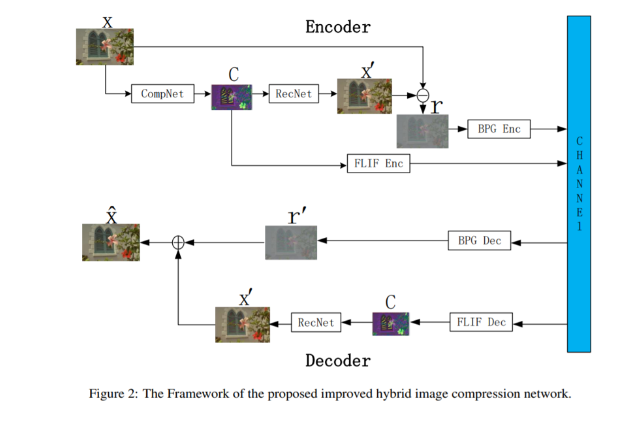 Encoder
x
CompNet
C
RecNet
x′
r
BPG Enc
FLIF Enc
CHANNEl
x̂
r′
BPG Dec
x′
RecNet
C
FLIF Dec
Decoder
Figure 2: The Framework of the proposed improved hybrid image compression network.